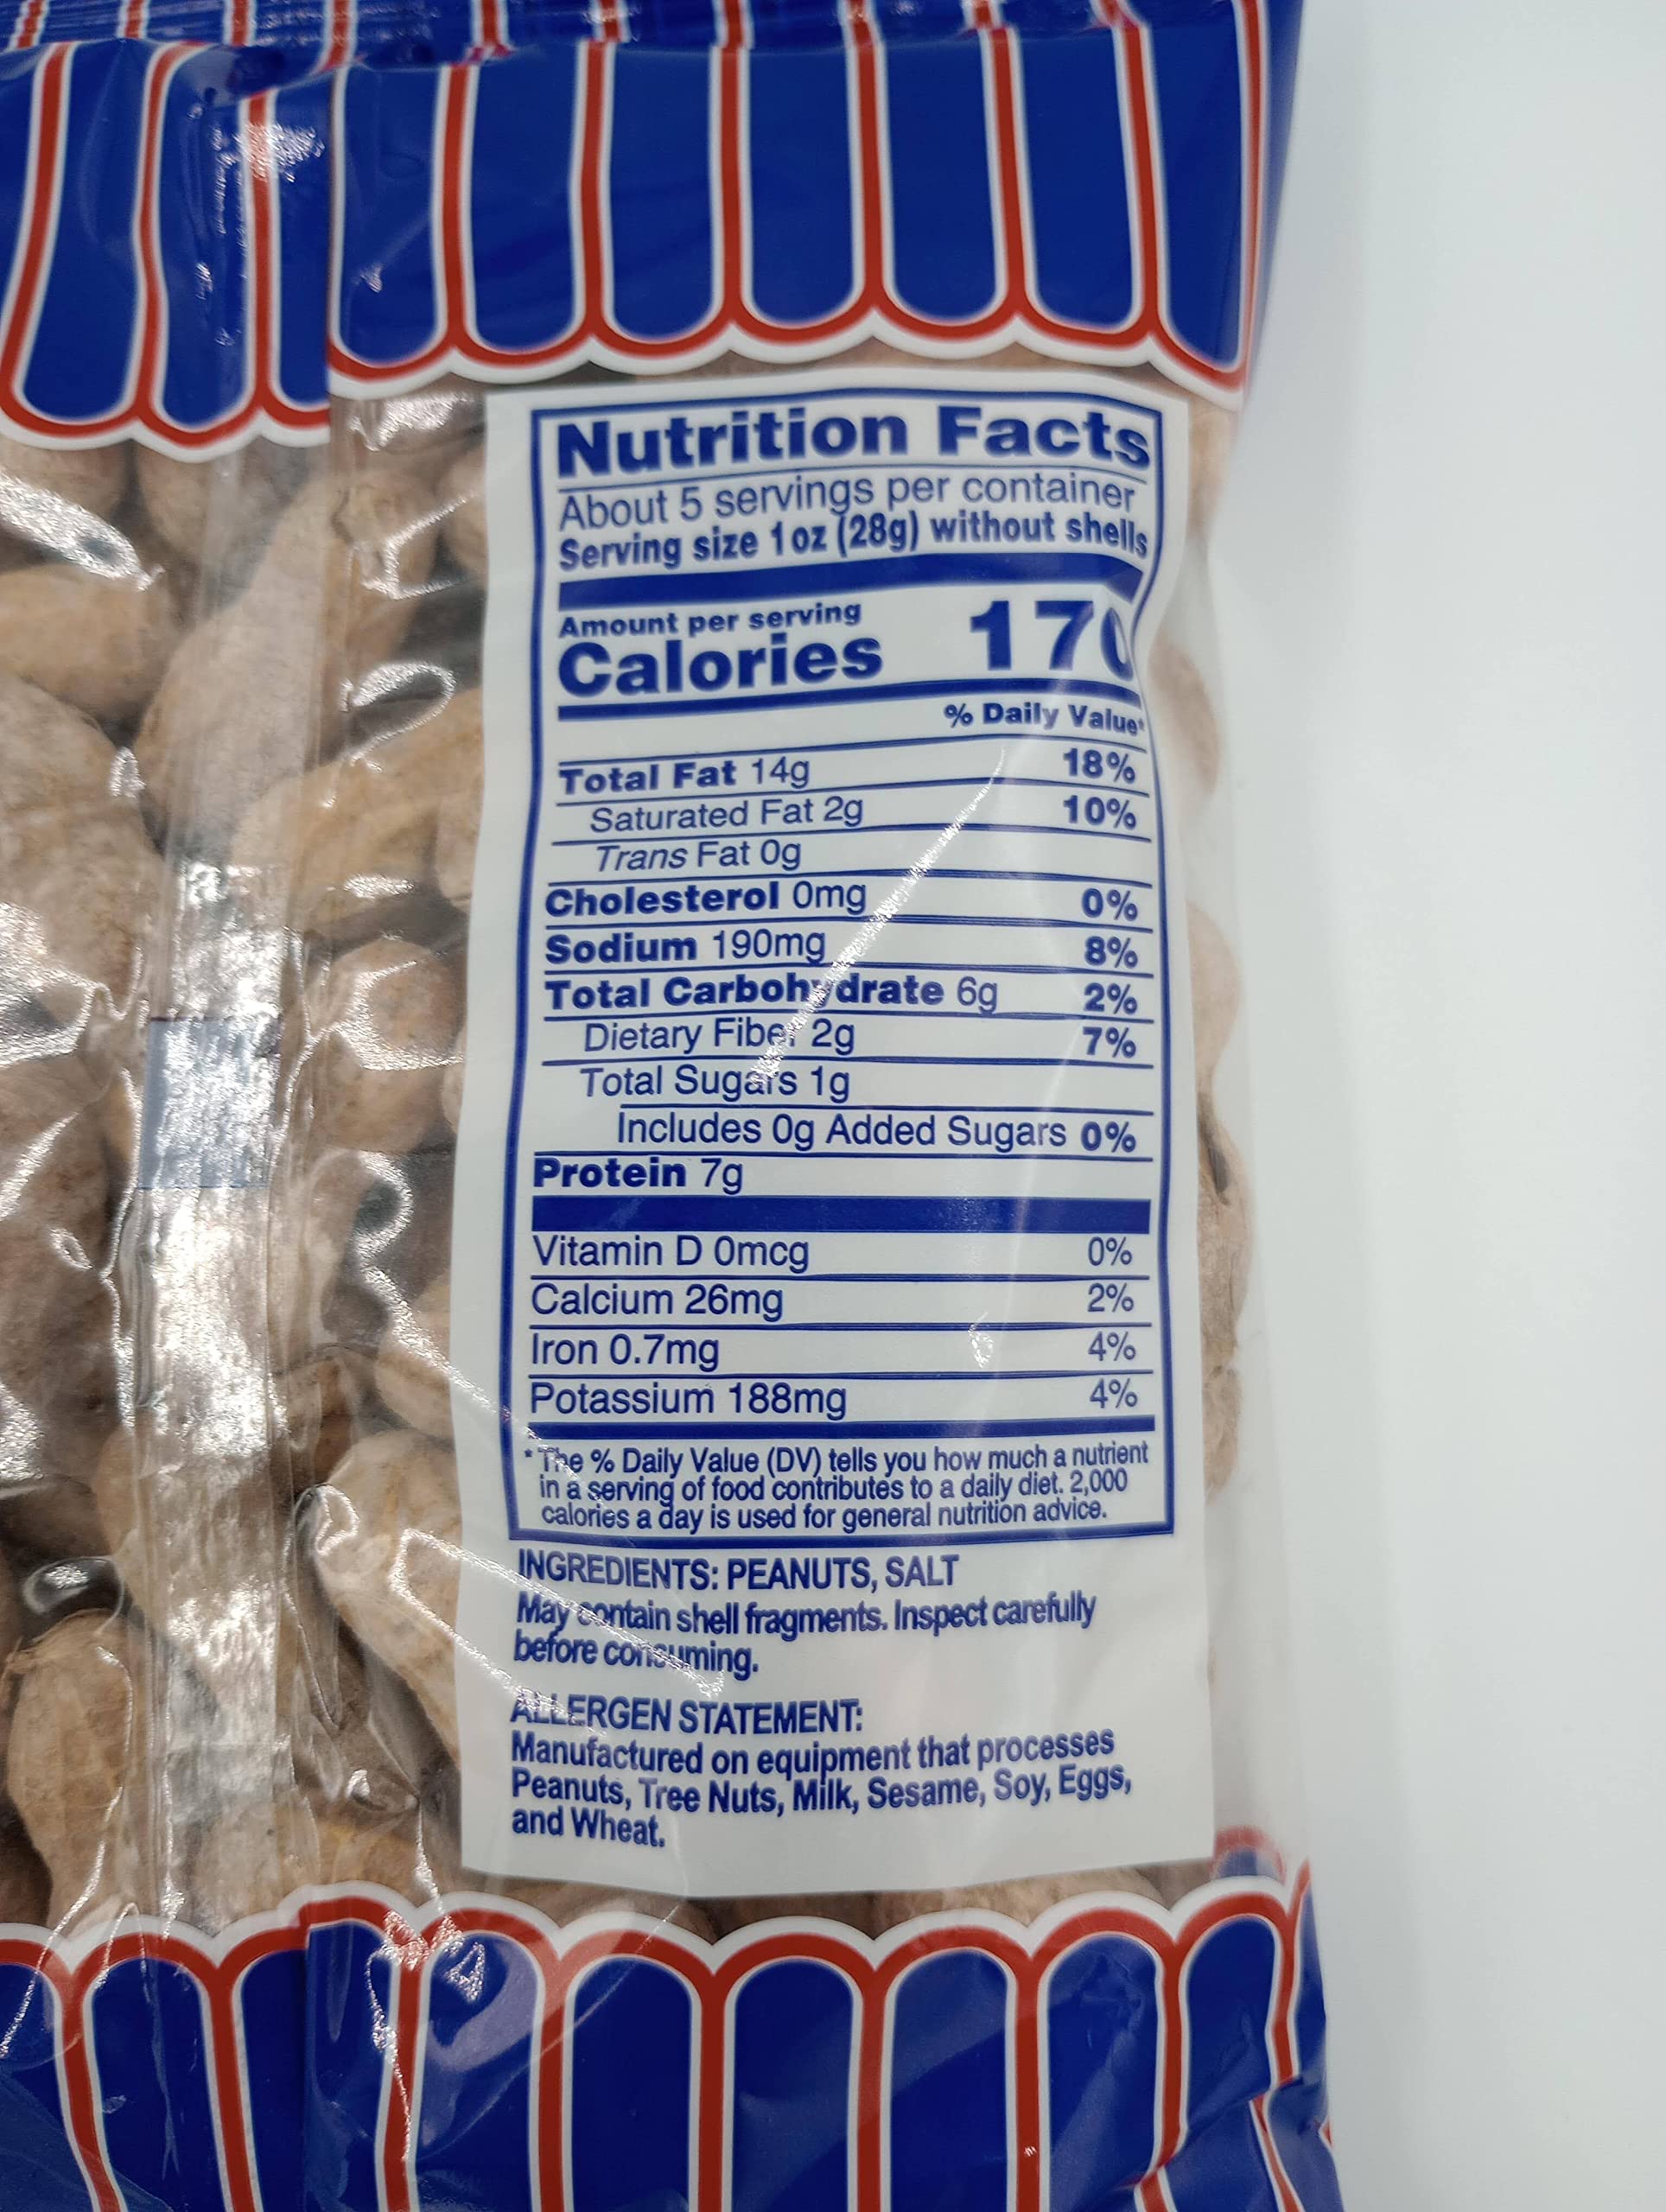 Nutrition Facts
About 5 servings per container
Serving size 1 oz (28g) without shells
Amount per serving
Calories 170
% Daily Value*
Total Fat 14g 18%
Saturated Fat 2g 10%
Trans Fat 0g
Cholesterol 0mg 0%
Sodium 190mg 8%
Total Carbohydrate 6g 2%
Dietary Fiber 2g 7%
Total Sugars 1g
Includes 0g Added Sugars 0%
Protein 7g
Vitamin D 0mcg 0%
Calcium 26mg 2%
Iron 0.7mg 4%
Potassium 188mg 4%
* The % Daily Value (DV) tells you how much a nutrient
in a serving of food contributes to a daily diet. 2,000
calories a day is used for general nutrition advice.
INGREDIENTS: PEANUTS, SALT
May contain shell fragments. Inspect carefully
before consuming.
ALLERGEN STATEMENT:
Manufactured on equipment that processes
Peanuts, Tree Nuts, Milk, Sesame, Soy, Eggs,
and Wheat.